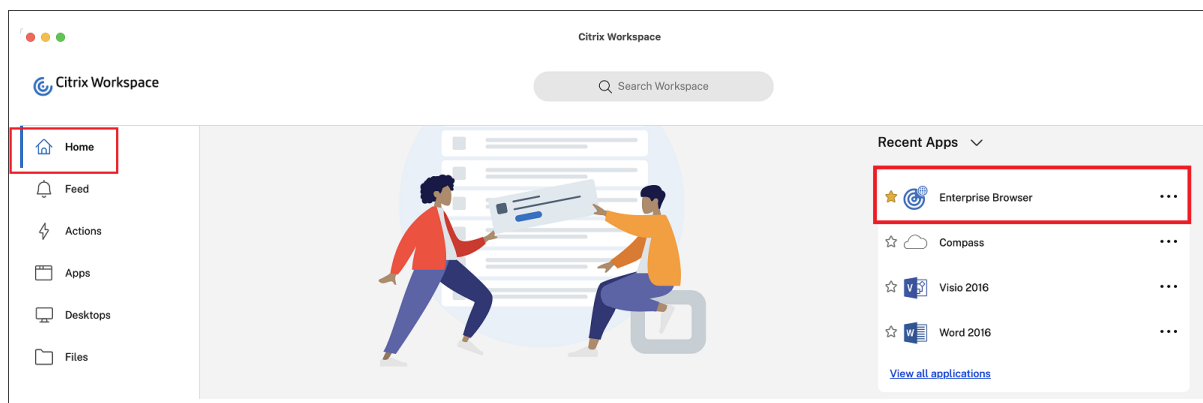 Citrix Workspace
Citrix Workspace
Search Workspace
Home
Feed
Actions
Apps
Desktops
Files
Recent Apps
Enterprise Browser
Compass
Visio 2016
Word 2016
View all applications